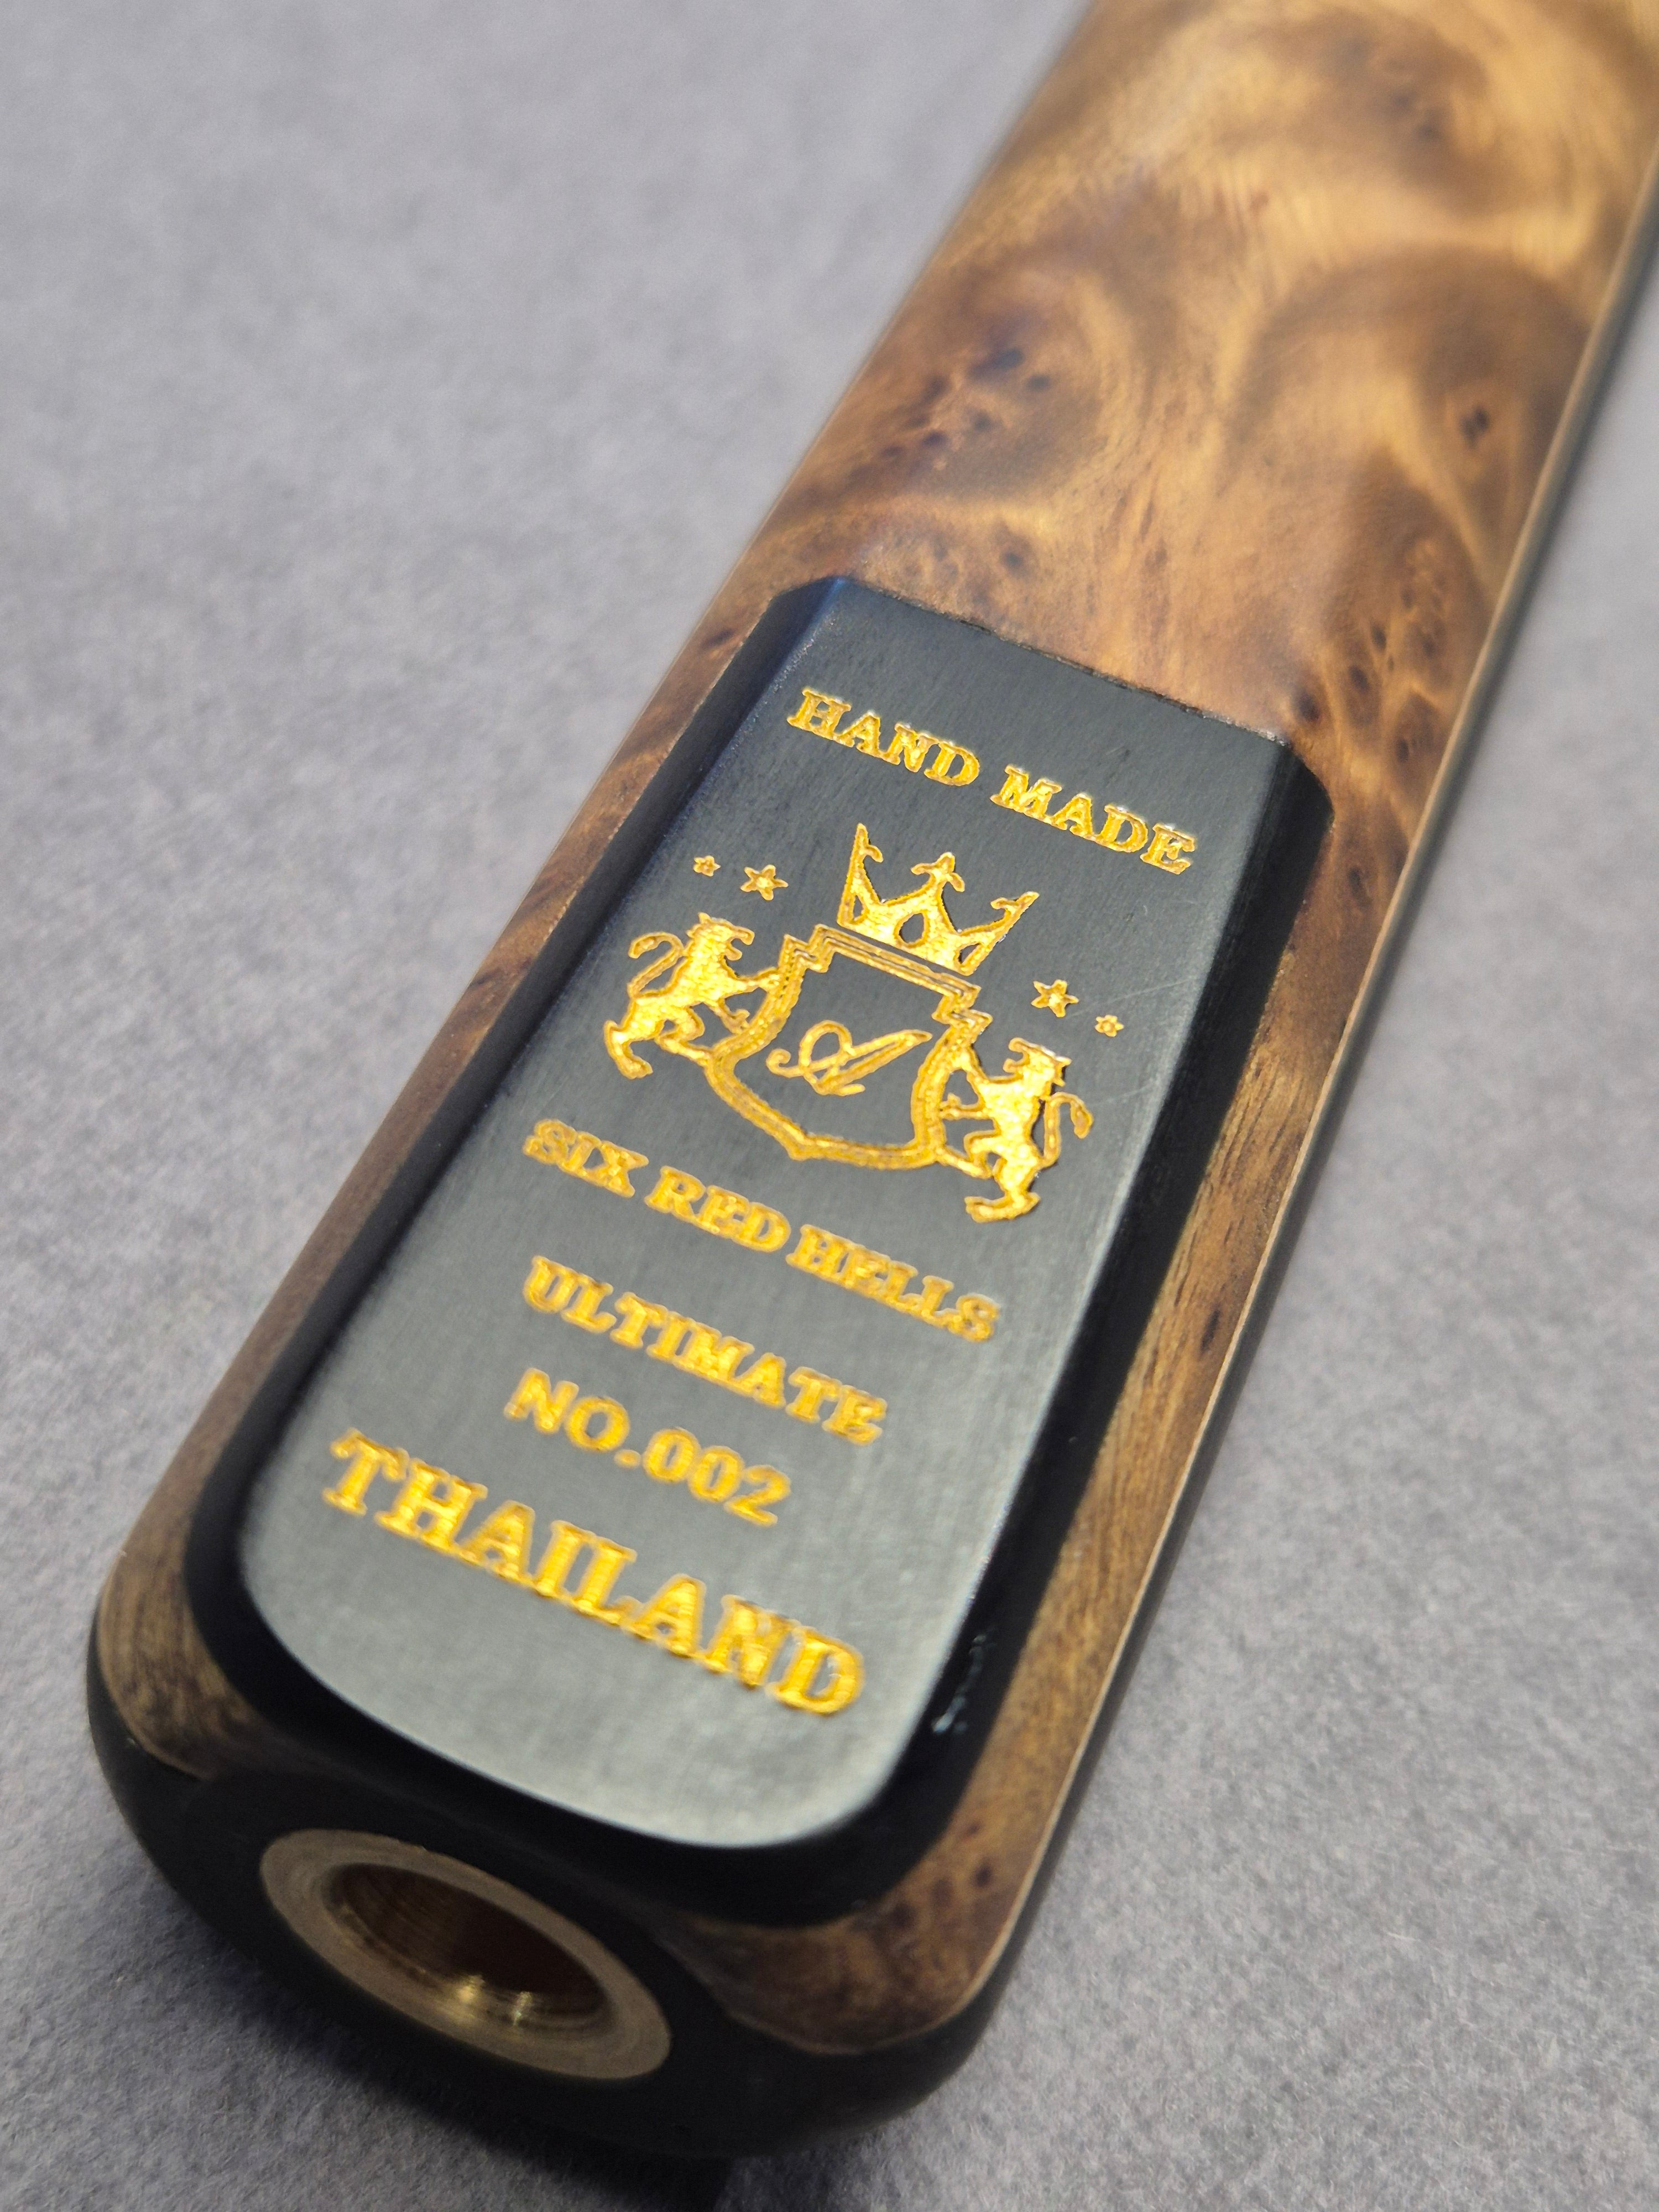 HAND MADE
A
SIX RED HELLS
ULTIMATE
NO.002
THAILAND